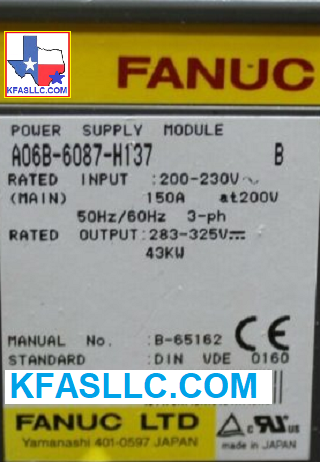 KFASLLC.COM
FANUC
POWER SUPPLY MODULE
A06B-6087-H137 B
RATED INPUT :200-230V~
(MAIN) 150A at200V
50Hz/60Hz 3-ph
RATED OUTPUT:283-325V⎓
43KW
MANUAL No. :B-65162 CE
STANDARD :DIN VDE 0160
KFASLLC.COM
FANUC LTD
Yamanashi 401-0597 JAPAN
c UR us
made in JAPAN